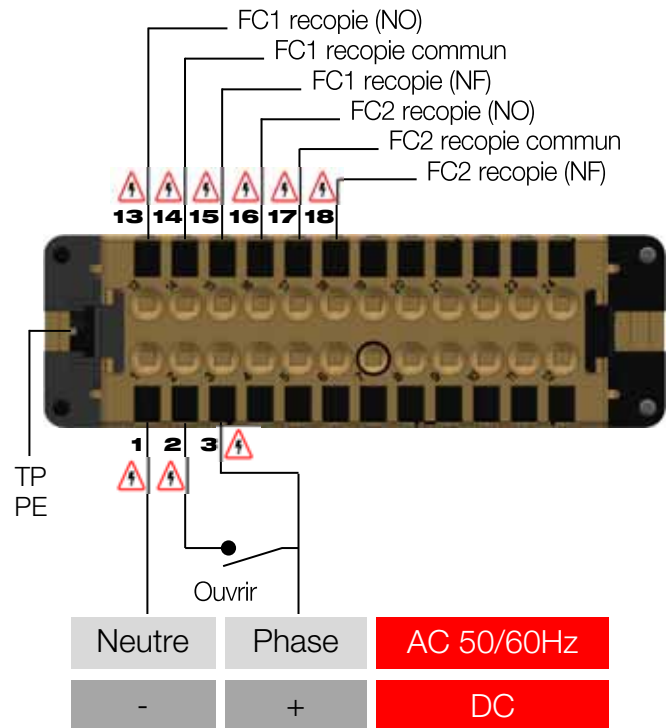 FC1 recopie (NO)
FC1 recopie commun
FC1 recopie (NF)
FC2 recopie (NO)
FC2 recopie commun
FC2 recopie (NF)
13 14 15 16 17 18
1 2 3
TP
PE
Ouvrir
Neutre Phase AC 50/60Hz
- + DC